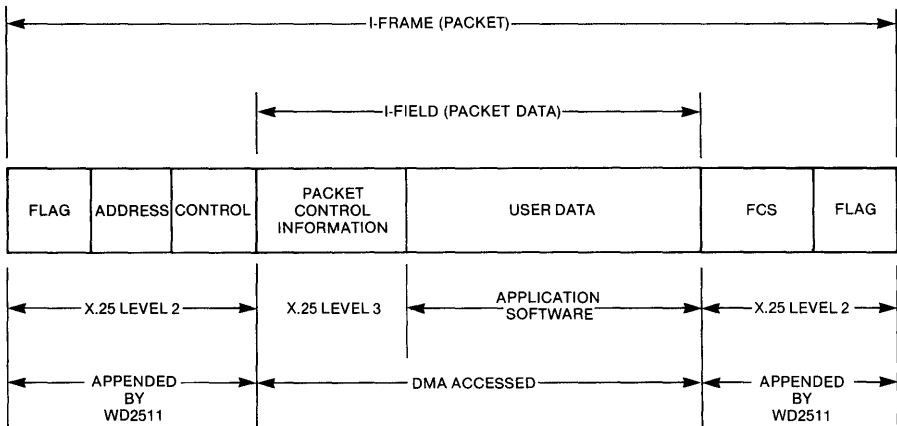 I-FRAME (PACKET)
I-FIELD (PACKET DATA)
FLAG
ADDRESS
CONTROL
PACKET
CONTROL
INFORMATION
USER DATA
FCS
FLAG
X.25 LEVEL 2
X.25 LEVEL 3
APPLICATION
SOFTWARE
X.25 LEVEL 2
APPENDED
BY
WD2511
DMA ACCESSED
APPENDED
BY
WD2511